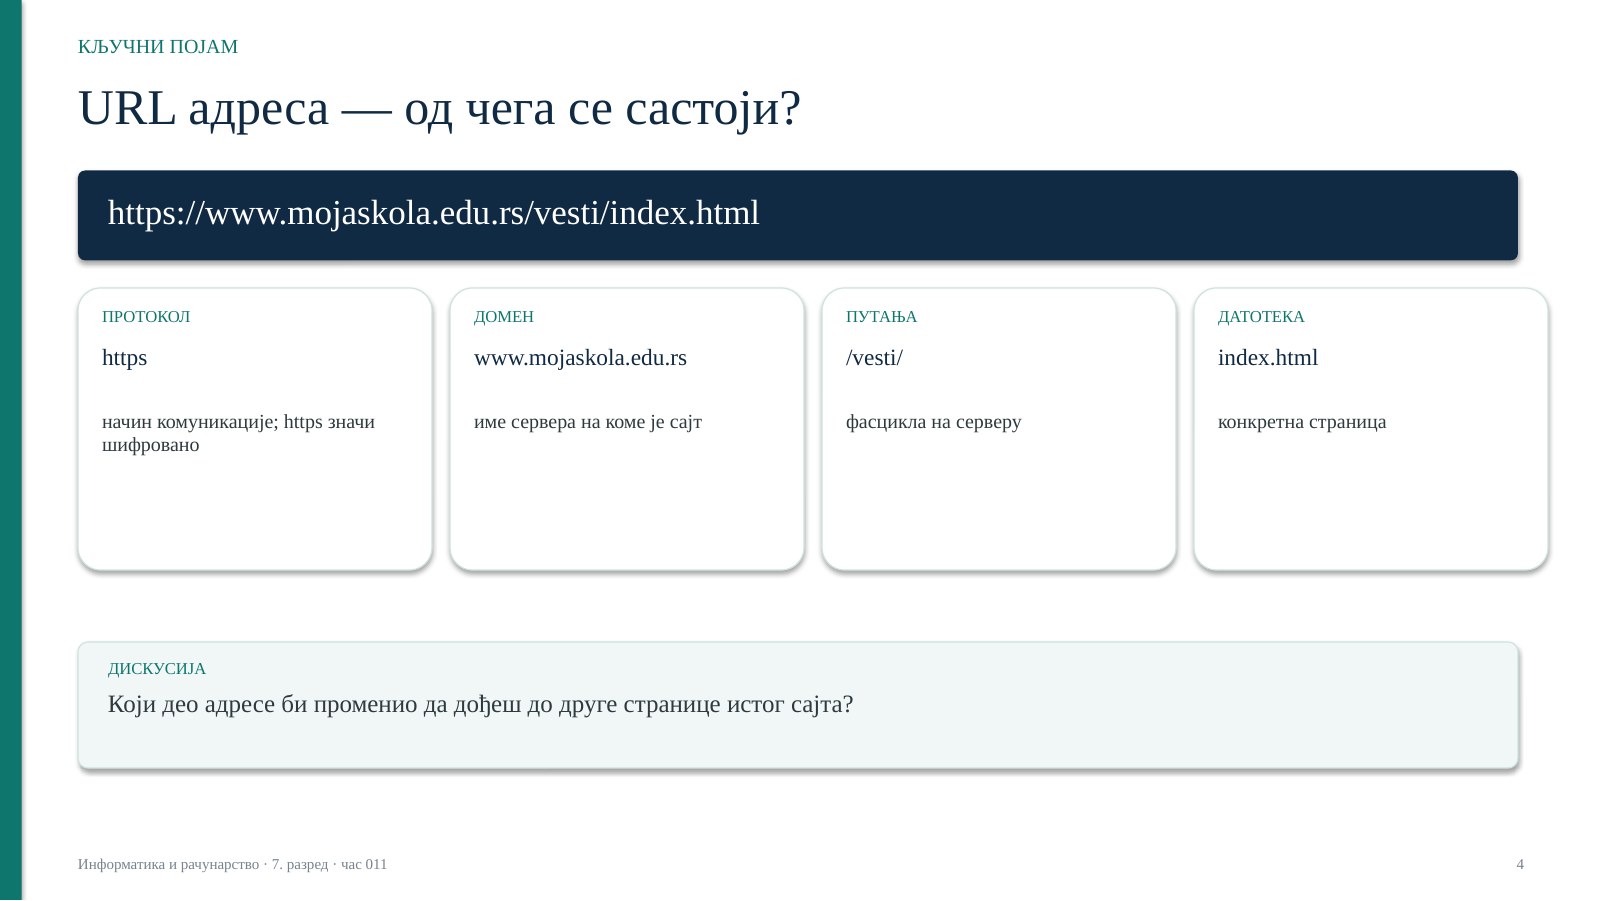 КЉУЧНИ ПОЈАМ
URL адреса — од чега се састоји?
https://www.mojaskola.edu.rs/vesti/index.html
ПРОТОКОЛ
https
начин комуникације; https значи
шифровано
ДОМЕН
www.mojaskola.edu.rs
име сервера на коме је сајт
ПУТАЊА
/vesti/
фасцикла на серверу
ДАТОТЕКА
index.html
конкретна страница
ДИСКУСИЈА
Који део адресе би променио да дођеш до друге странице истог сајта?
Информатика и рачунарство · 7. разред · час 011
4